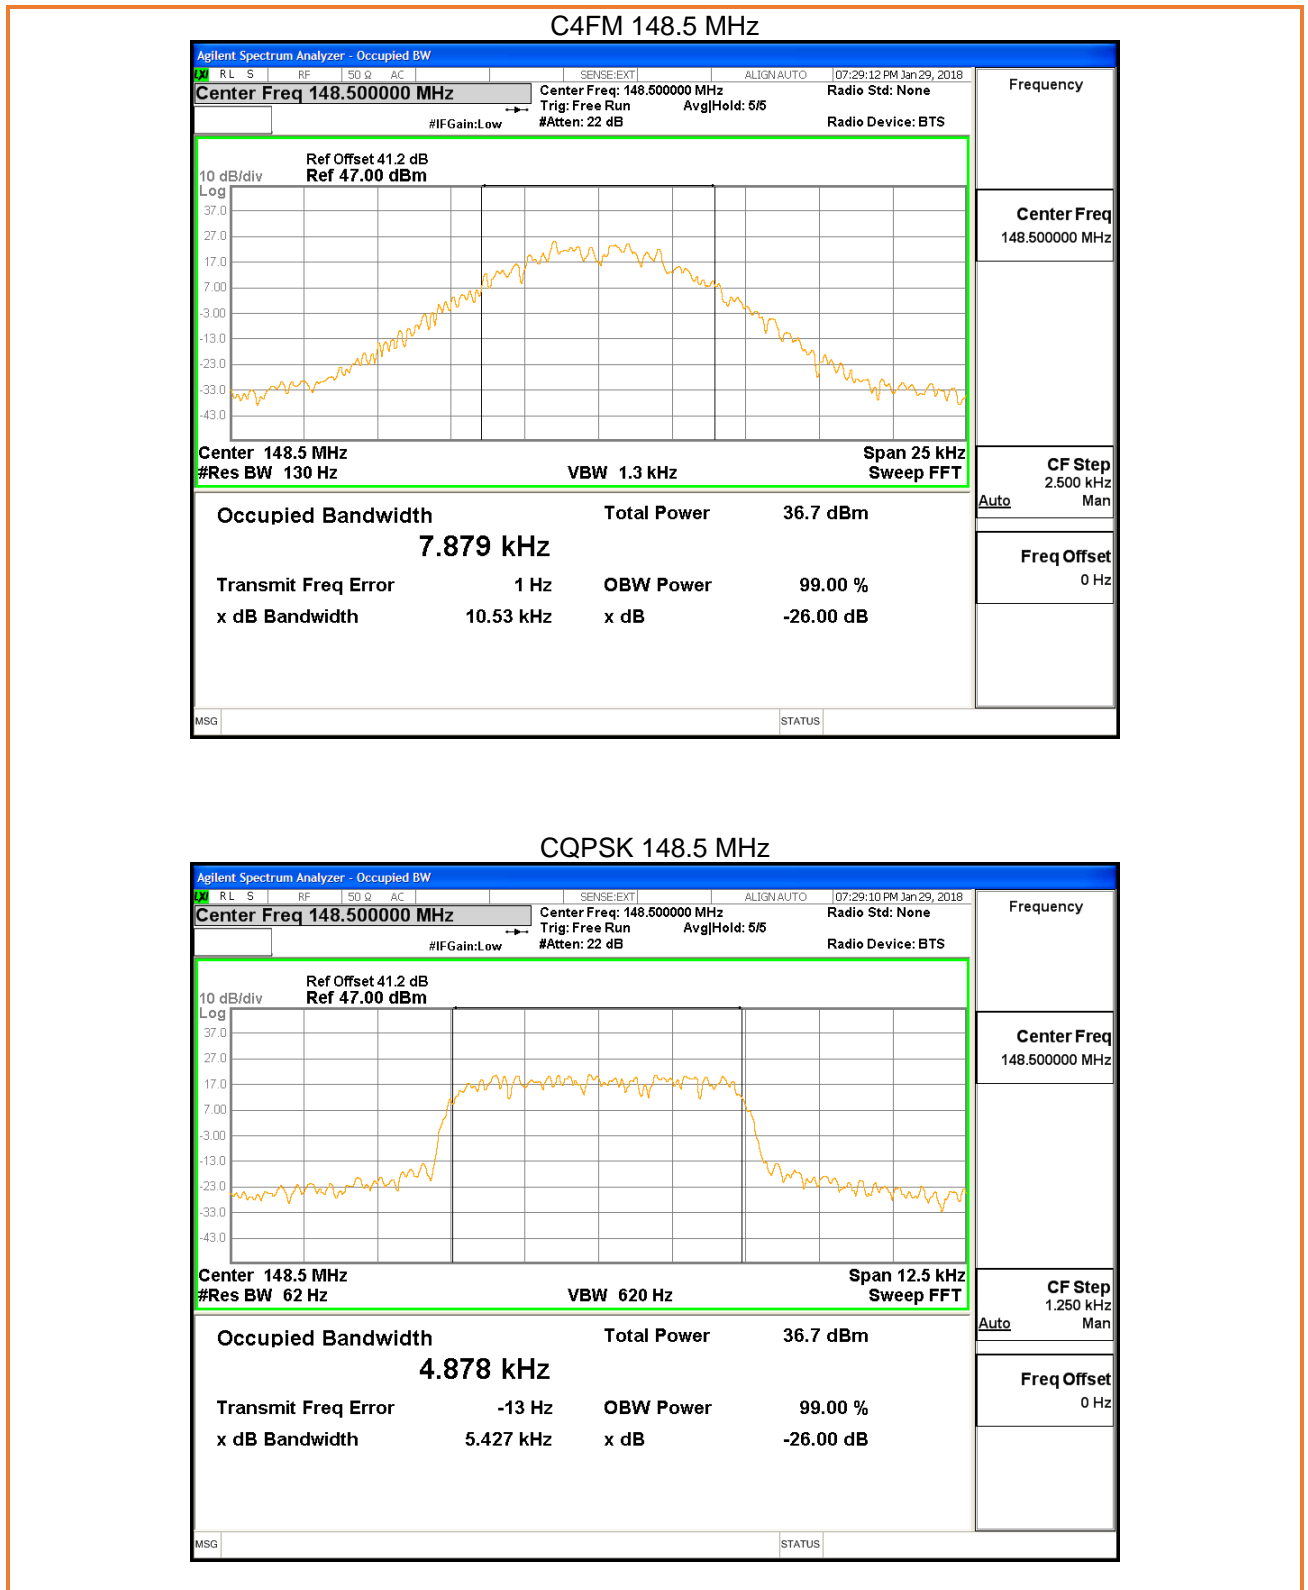 C4FM 148.5 MHz
Agilent Spectrum Analyzer - Occupied BW
LXI RL S RF 50 Ω AC SENSE:EXT ALIGN AUTO 07:29:12 PM Jan 29, 2018
Center Freq 148.500000 MHz
Center Freq: 148.500000 MHz
Radio Std: None
Trig: Free Run Avg|Hold: 5/5
#IFGain:Low
#Atten: 22 dB
Radio Device: BTS
Frequency
Ref Offset 41.2 dB
10 dB/div Ref 47.00 dBm
Log
37.0
27.0
17.0
7.00
-3.00
-13.0
-23.0
-33.0
-43.0
Center Freq
148.500000 MHz
Center 148.5 MHz Span 25 kHz
#Res BW 130 Hz VBW 1.3 kHz Sweep FFT
CF Step
2.500 kHz
Auto Man
Occupied Bandwidth Total Power 36.7 dBm
7.879 kHz
Freq Offset
0 Hz
Transmit Freq Error 1 Hz OBW Power 99.00 %
x dB Bandwidth 10.53 kHz x dB -26.00 dB
MSG STATUS
CQPSK 148.5 MHz
Agilent Spectrum Analyzer - Occupied BW
LXI RL S RF 50 Ω AC SENSE:EXT ALIGN AUTO 07:29:10 PM Jan 29, 2018
Center Freq 148.500000 MHz
Center Freq: 148.500000 MHz
Radio Std: None
Trig: Free Run Avg|Hold: 5/5
#IFGain:Low
#Atten: 22 dB
Radio Device: BTS
Frequency
Ref Offset 41.2 dB
10 dB/div Ref 47.00 dBm
Log
37.0
27.0
17.0
7.00
-3.00
-13.0
-23.0
-33.0
-43.0
Center Freq
148.500000 MHz
Center 148.5 MHz Span 12.5 kHz
#Res BW 62 Hz VBW 620 Hz Sweep FFT
CF Step
1.250 kHz
Auto Man
Occupied Bandwidth Total Power 36.7 dBm
4.878 kHz
Freq Offset
0 Hz
Transmit Freq Error -13 Hz OBW Power 99.00 %
x dB Bandwidth 5.427 kHz x dB -26.00 dB
MSG STATUS